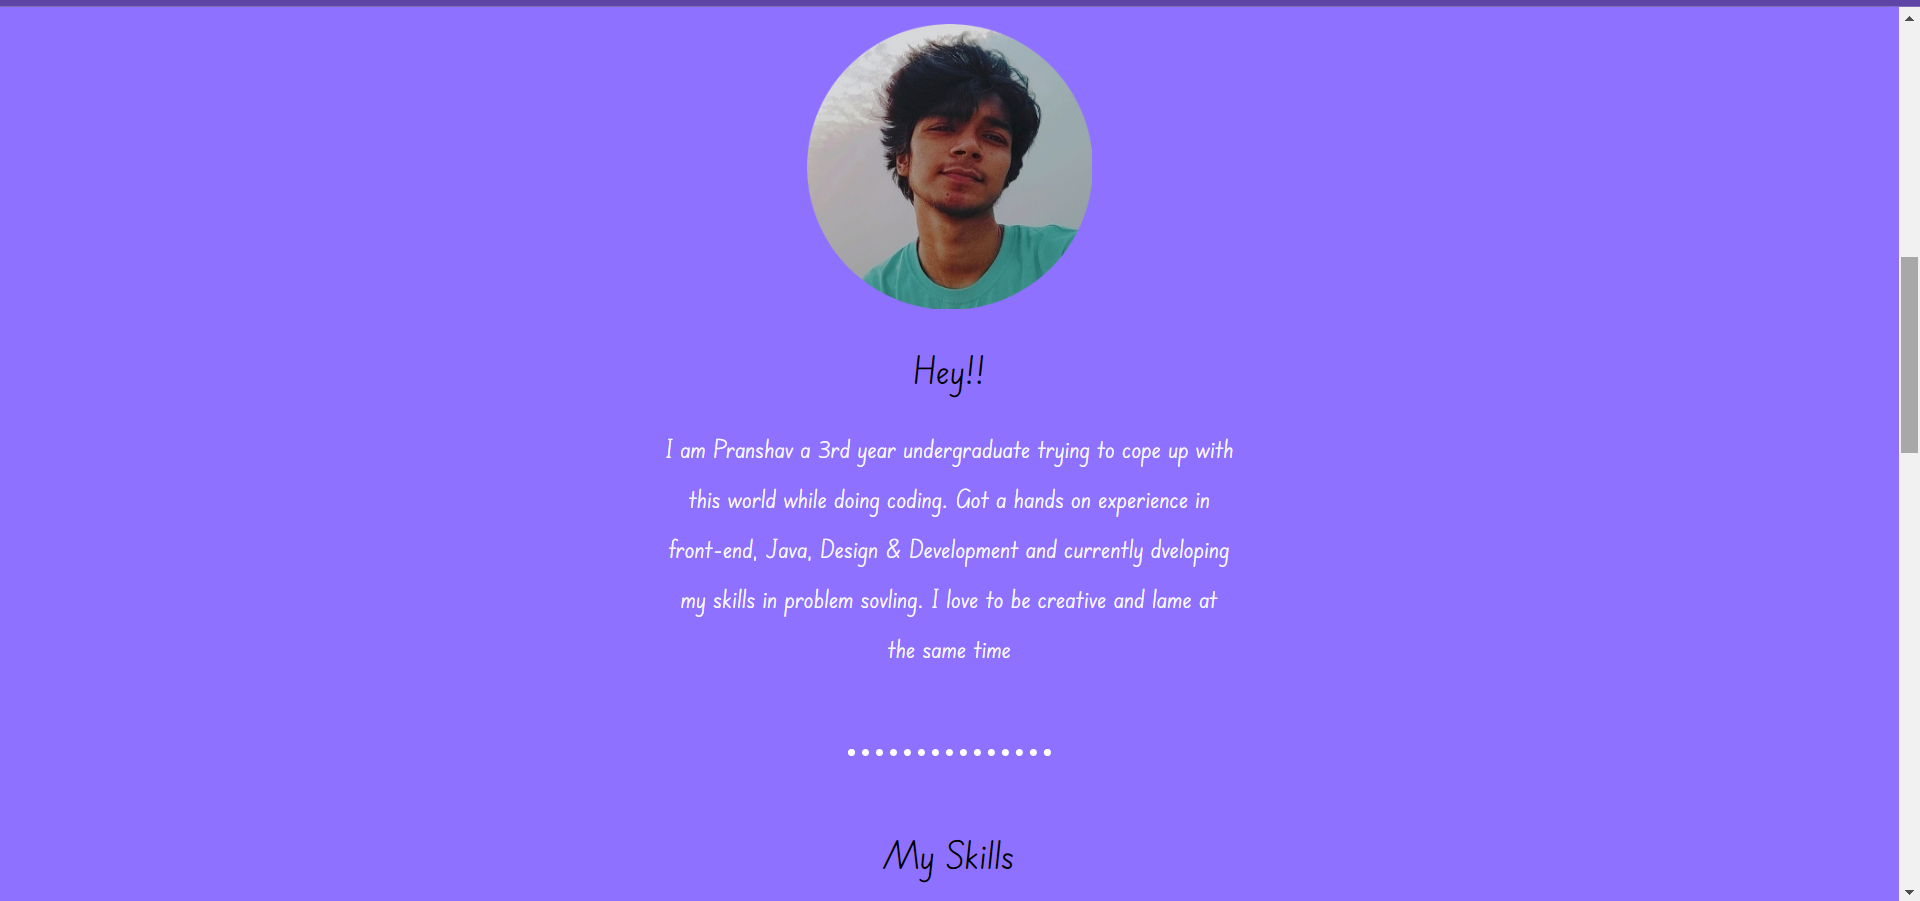 Hey!!
I am Pranshav a 3rd year undergraduate trying to cope up with
this world while doing coding. Got a hands on experience in
front-end, Java, Design & Development and currently dveloping
my skills in problem sovling. I love to be creative and lame at
the same time
My Skills